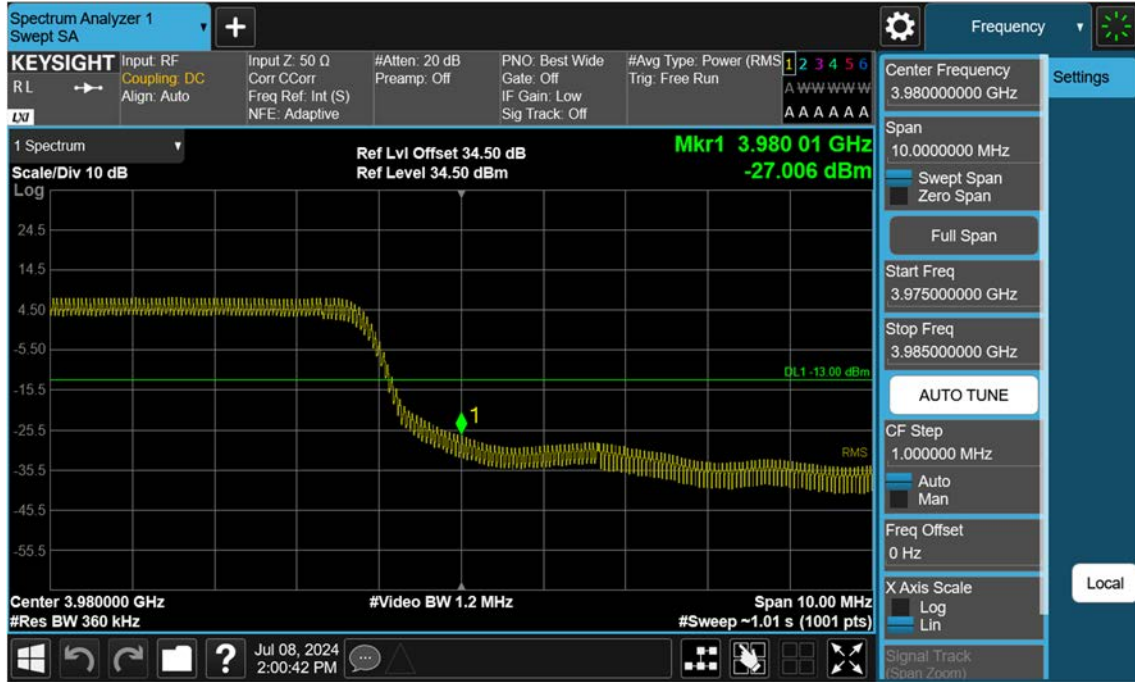 Spectrum Analyzer 1
Swept SA
+
Frequency
KEYSIGHT
R L
LXI
Input: RF
Coupling: DC
Align: Auto
Input Z: 50 Ω
Corr CCorr
Freq Ref: Int (S)
NFE: Adaptive
#Atten: 20 dB
Preamp: Off
PNO: Best Wide
Gate: Off
IF Gain: Low
Sig Track: Off
#Avg Type: Power (RMS
Trig: Free Run
1 2 3 4 5 6
A W W W W W
A A A A A A
1 Spectrum
Scale/Div 10 dB
Log
Ref Lvl Offset 34.50 dB
Ref Level 34.50 dBm
Mkr1 3.980 01 GHz
-27.006 dBm
24.5
14.5
4.50
-5.50
-15.5
-25.5
-35.5
-45.5
-55.5
DL1 -13.00 dBm
1
RMS
Center 3.980000 GHz
#Res BW 360 kHz
#Video BW 1.2 MHz
Span 10.00 MHz
#Sweep ~1.01 s (1001 pts)
Center Frequency
3.980000000 GHz
Span
10.0000000 MHz
Swept Span
Zero Span
Full Span
Start Freq
3.975000000 GHz
Stop Freq
3.985000000 GHz
AUTO TUNE
CF Step
1.000000 MHz
Auto
Man
Freq Offset
0 Hz
X Axis Scale
Log
Lin
Signal Track
(Span Zoom)
Settings
Local
?
Jul 08, 2024
2:00:42 PM